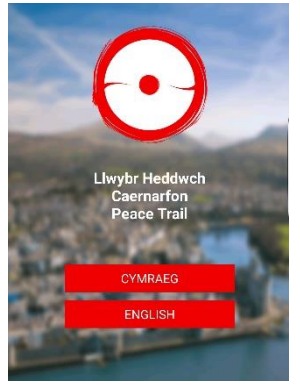 Llwybr Heddwch
Caernarfon
Peace Trail
CYMRAEG
ENGLISH